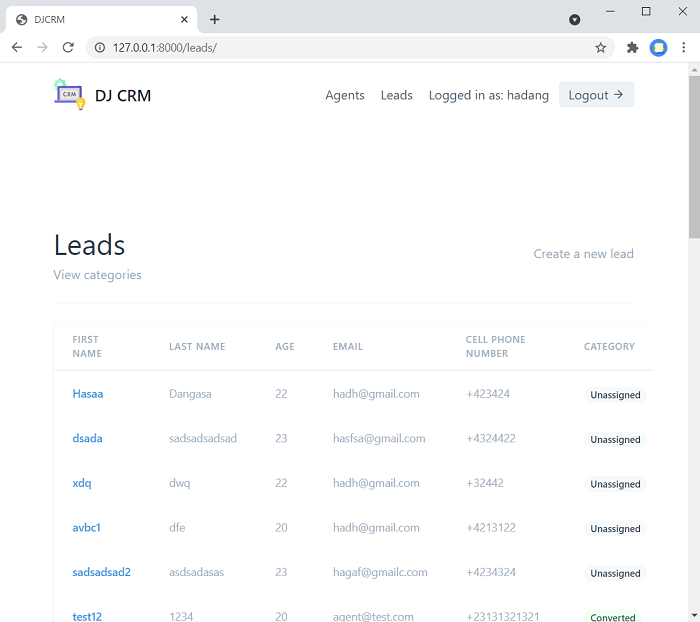 DJCRM
127.0.0.1:8000/leads/
CRM
DJ CRM Agents Leads Logged in as: hadang Logout →
Leads
Create a new lead
View categories
FIRST NAME LAST NAME AGE EMAIL CELL PHONE NUMBER CATEGORY
Hasaa Dangasa 22 hadh@gmail.com +423424 Unassigned
dsada sadsadsadsad 23 hasfsa@gmail.com +4324422 Unassigned
xdq dwq 22 hadh@gmail.com +32442 Unassigned
avbc1 dfe 20 hadh@gmail.com +4213122 Unassigned
sadsadsad2 asdsadasas 23 hagaf@gmailc.com +4234324 Unassigned
test12 1234 20 agent@test.com +23131321321 Converted